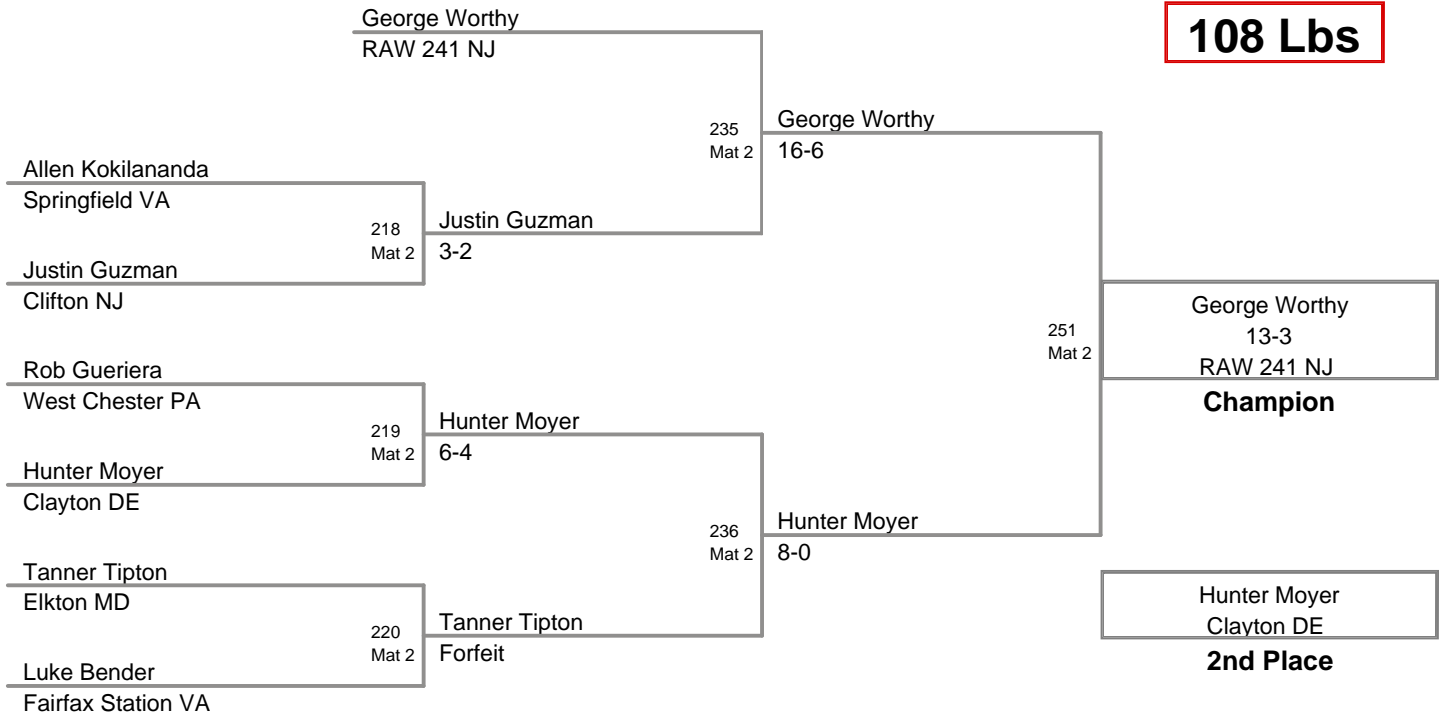 George Worthy
RAW 241 NJ
108 Lbs
235
Mat 2
George Worthy
16-6
Allen Kokilananda
Springfield VA
218
Mat 2
Justin Guzman
3-2
Justin Guzman
Clifton NJ
251
Mat 2
George Worthy
13-3
RAW 241 NJ
Champion
Rob Gueriera
West Chester PA
219
Mat 2
Hunter Moyer
6-4
Hunter Moyer
Clayton DE
236
Mat 2
Hunter Moyer
8-0
Tanner Tipton
Elkton MD
220
Mat 2
Tanner Tipton
Forfeit
Luke Bender
Fairfax Station VA
Hunter Moyer
Clayton DE
2nd Place